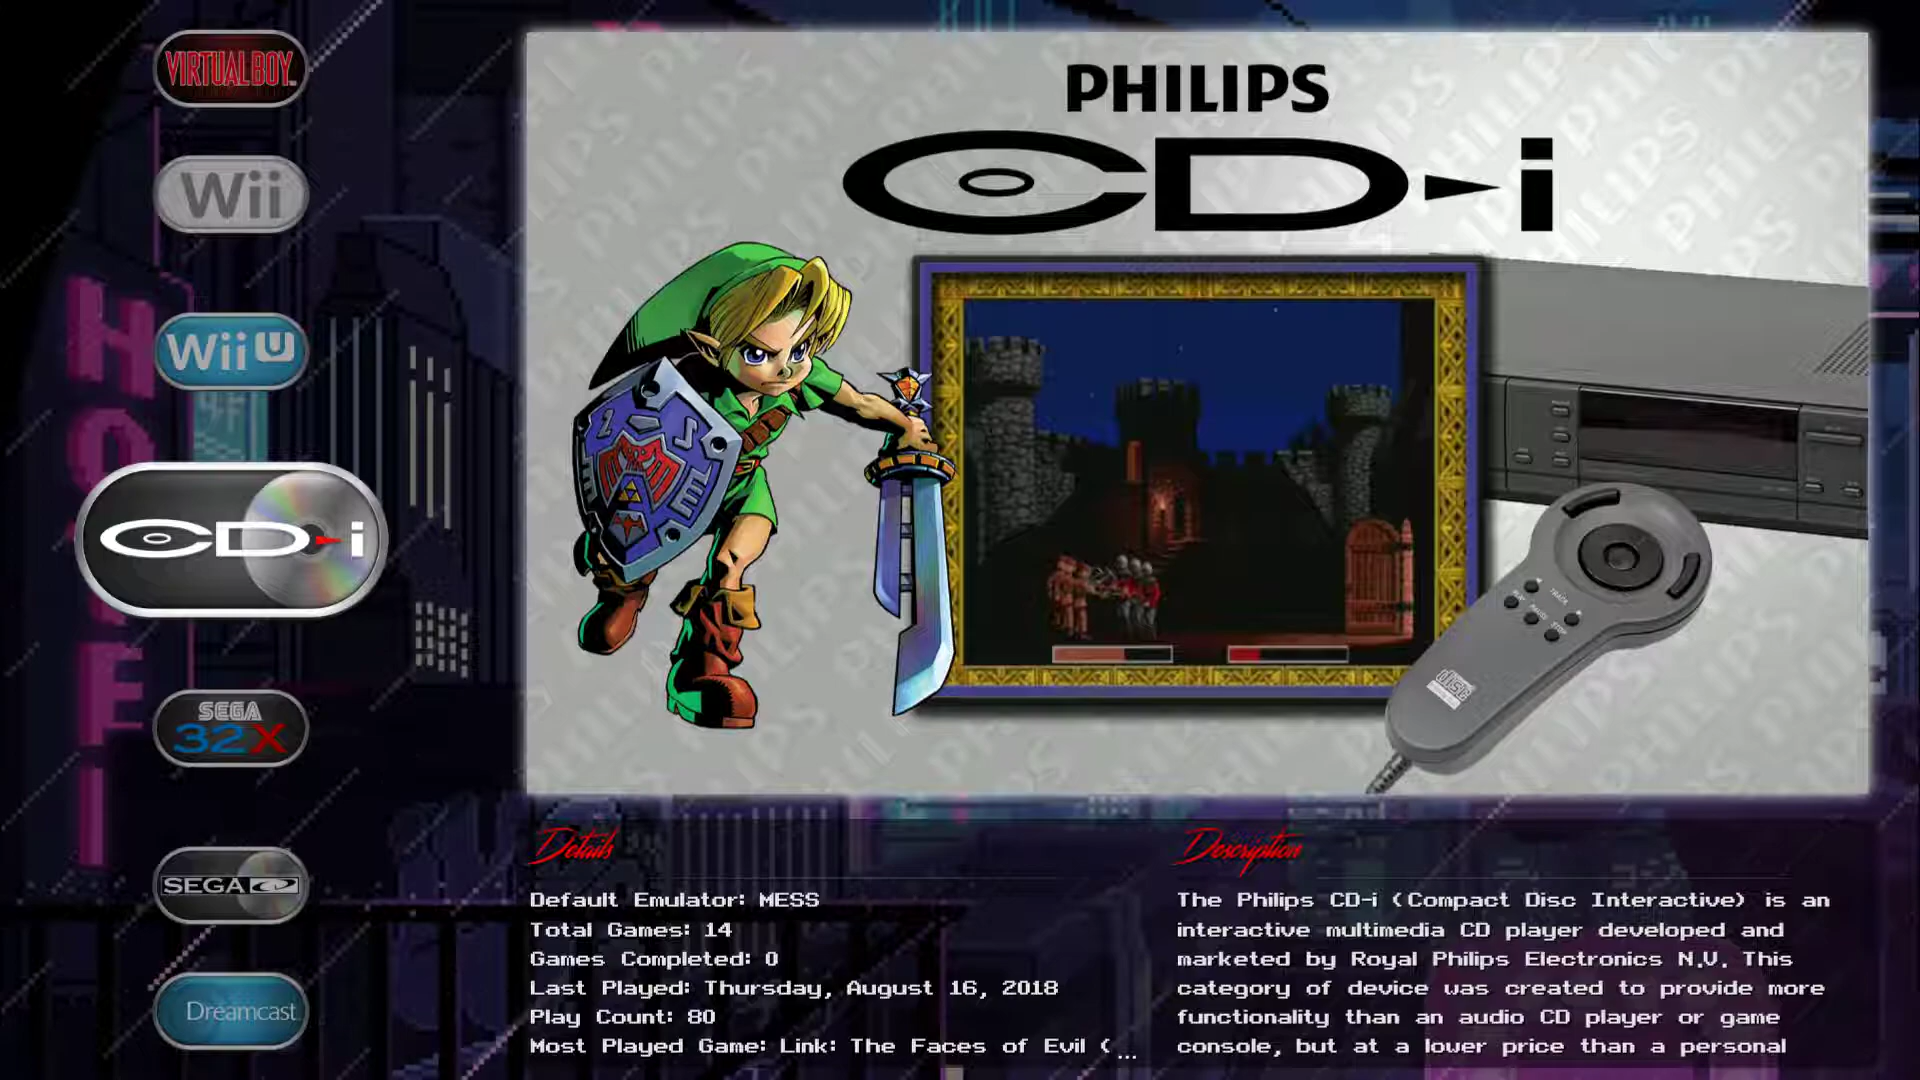 VIRTUAL BOY
Wii
Wii U
CD-i
SEGA
32X
SEGA CD
Dreamcast
PHILIPS
CD-i
Details
Default Emulator: MESS
Total Games: 14
Games Completed: 0
Last Played: Thursday, August 16, 2018
Play Count: 80
Most Played Game: Link: The Faces of Evil (...
Description
The Philips CD-i (Compact Disc Interactive) is an
interactive multimedia CD player developed and
marketed by Royal Philips Electronics N.V. This
category of device was created to provide more
functionality than an audio CD player or game
console, but at a lower price than a personal